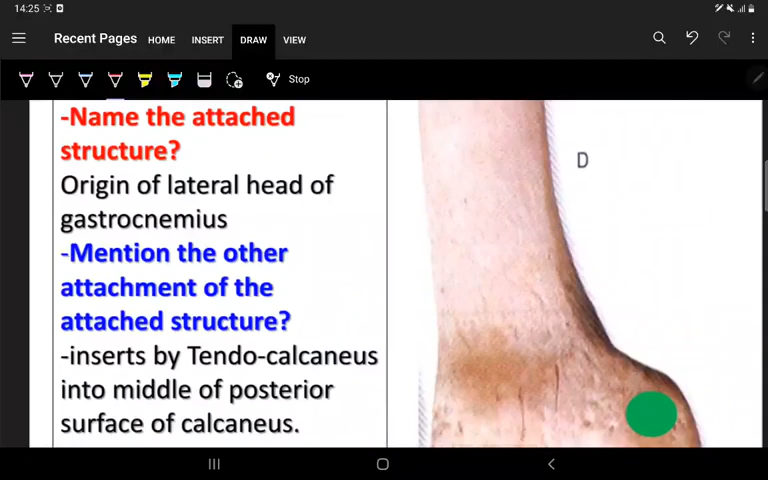 14:25
Recent Pages HOME INSERT DRAW VIEW
Stop
-Name the attached
structure?
Origin of lateral head of
gastrocnemius
-Mention the other
attachment of the
attached structure?
-inserts by Tendo-calcaneus
into middle of posterior
surface of calcaneus.
D